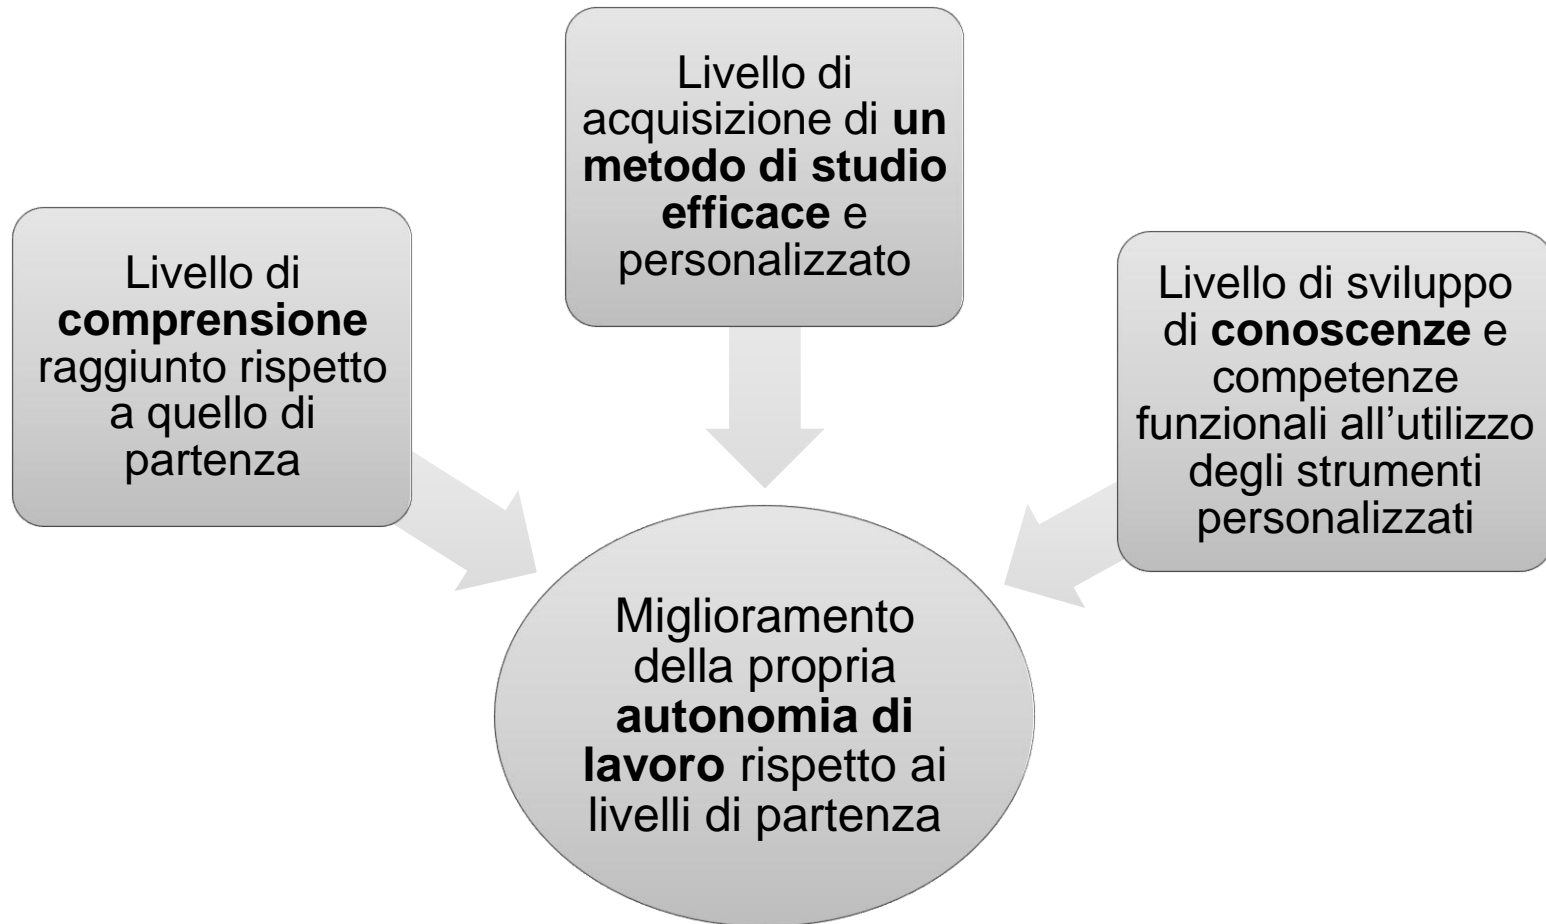 Livello di
acquisizione di un
metodo di studio
efficace e
personalizzato
Livello di
comprensione
raggiunto rispetto
a quello di
partenza
Livello di sviluppo
di conoscenze e
competenze
funzionali all’utilizzo
degli strumenti
personalizzati
Miglioramento
della propria
autonomia di
lavoro rispetto ai
livelli di partenza